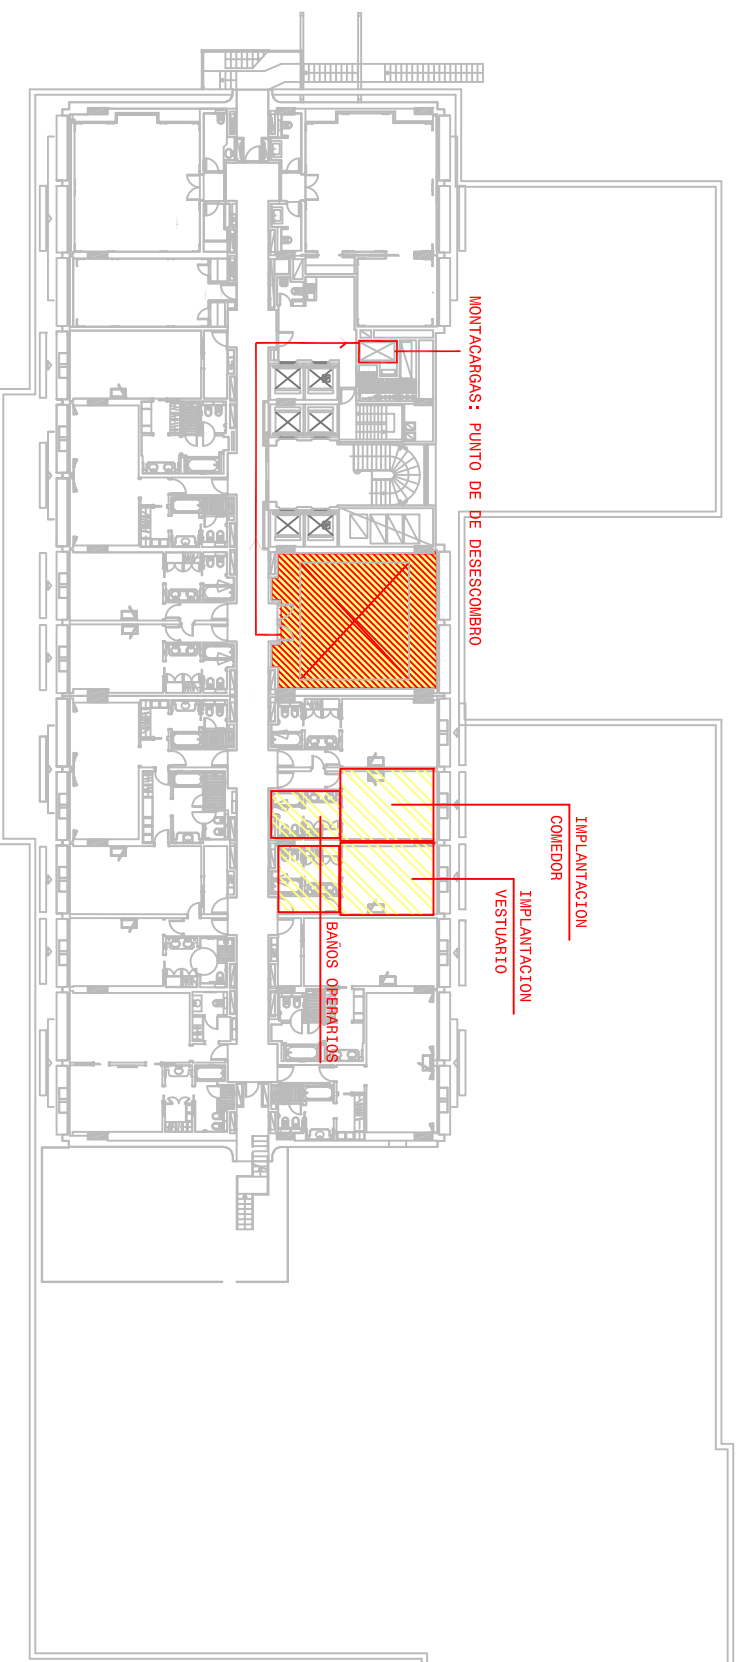 MONTACARGAS: PUNTO DE DE DESESCOMBRO
IMPLANTACION
COMEDOR
IMPLANTACION
VESTUARIO
BAÑOS OPERARIOS